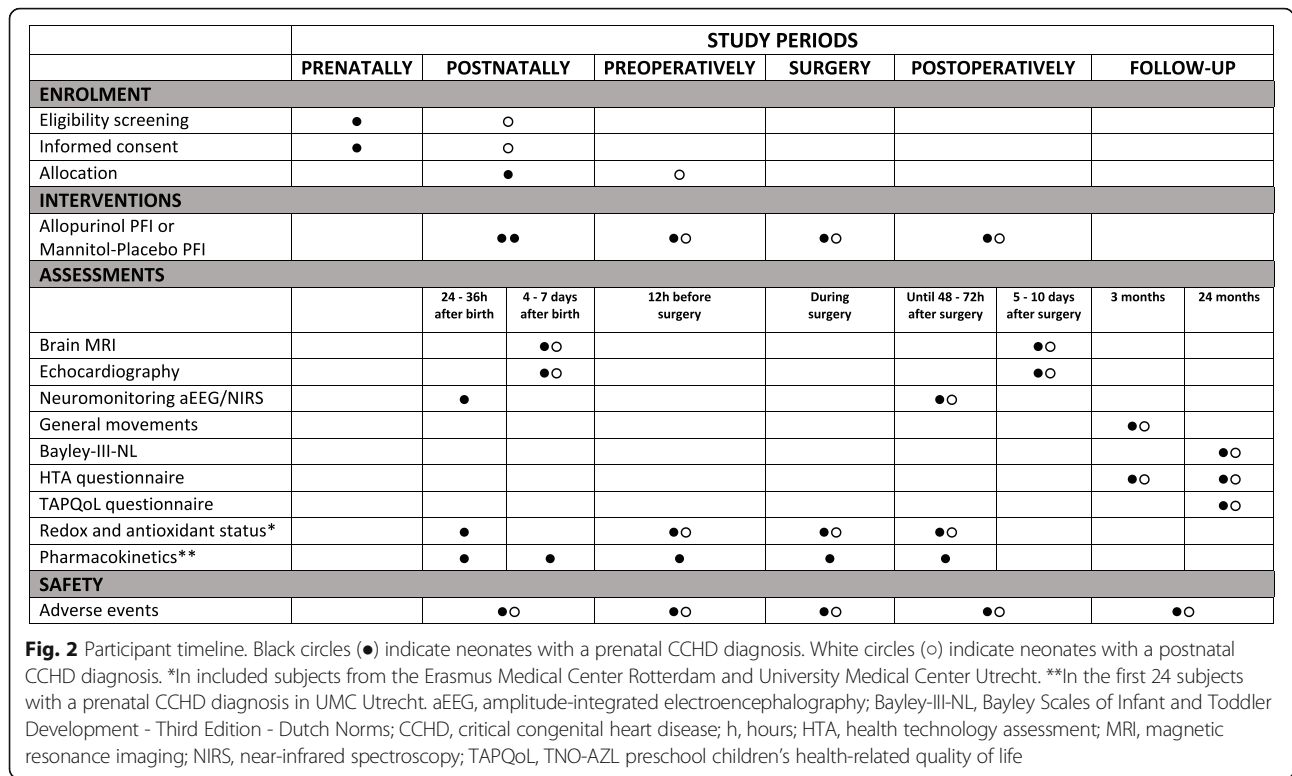 STUDY PERIODS
PRENATALLY POSTNATALLY PREOPERATIVELY SURGERY POSTOPERATIVELY FOLLOW-UP
ENROLMENT
Eligibility screening ● ○
Informed consent ● ○
Allocation ● ○
INTERVENTIONS
Allopurinol PFI or
Mannitol-Placebo PFI ●● ●○ ●○ ●○
ASSESSMENTS
24 - 36h 4 - 7 days 12h before During Until 48 - 72h 5 - 10 days 3 months 24 months
after birth after birth surgery surgery after surgery after surgery
Brain MRI ●○ ●○
Echocardiography ●○ ●○
Neuromonitoring aEEG/NIRS ● ●○
General movements ●○
Bayley-III-NL ●○
HTA questionnaire ●○ ●○
TAPQoL questionnaire ●○
Redox and antioxidant status* ● ●○ ●○ ●○
Pharmacokinetics** ● ● ● ● ●
SAFETY
Adverse events ●○ ●○ ●○ ●○ ●○
Fig. 2 Participant timeline. Black circles (●) indicate neonates with a prenatal CCHD diagnosis. White circles (○) indicate neonates with a postnatal
CCHD diagnosis. *In included subjects from the Erasmus Medical Center Rotterdam and University Medical Center Utrecht. **In the first 24 subjects
with a prenatal CCHD diagnosis in UMC Utrecht. aEEG, amplitude-integrated electroencephalography; Bayley-III-NL, Bayley Scales of Infant and Toddler
Development - Third Edition - Dutch Norms; CCHD, critical congenital heart disease; h, hours; HTA, health technology assessment; MRI, magnetic
resonance imaging; NIRS, near-infrared spectroscopy; TAPQoL, TNO-AZL preschool children's health-related quality of life